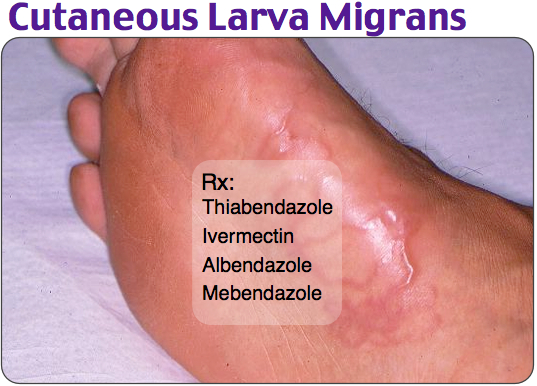 Cutaneous Larva Migrans
Rx:
Thiabendazole
Ivermectin
Albendazole
Mebendazole